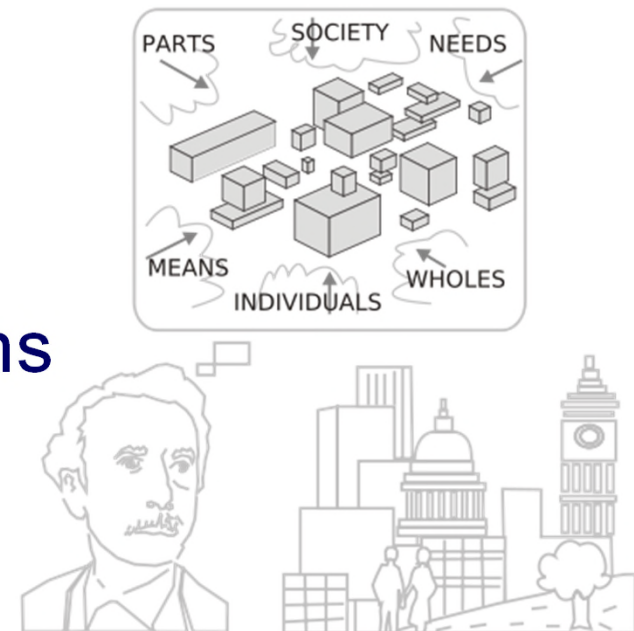 PARTS
SOCIETY
NEEDS
MEANS
WHOLES
INDIVIDUALS
ns